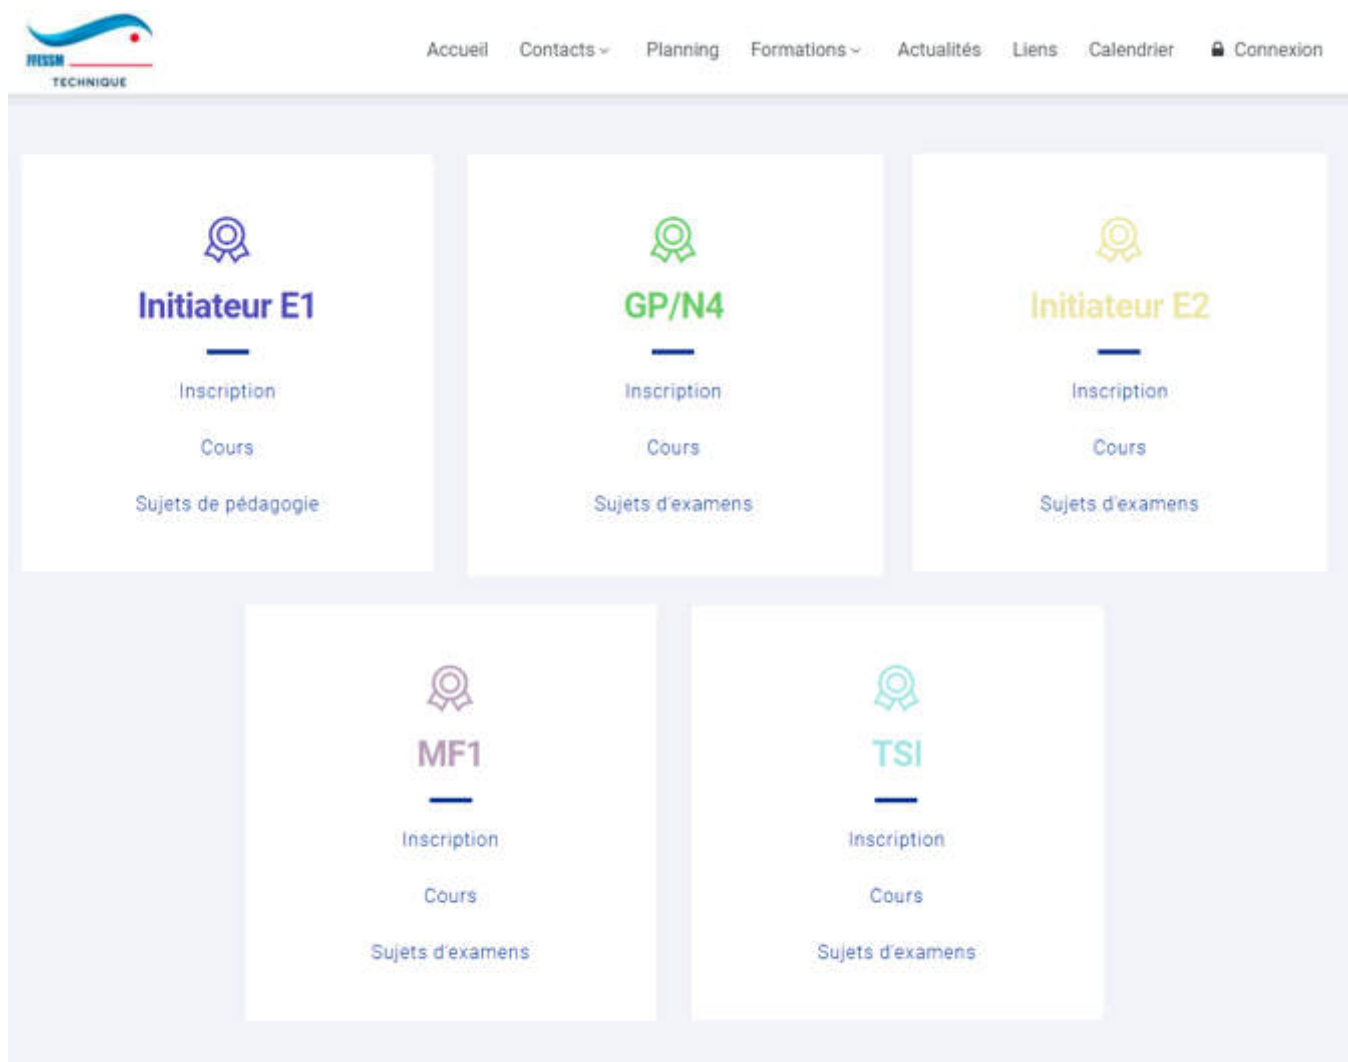 FFESSM
TECHNIQUE
Accueil Contacts Planning Formations Actualités Liens Calendrier Connexion
Initiateur E1
Inscription
Cours
Sujets de pédagogie
GP/N4
Inscription
Cours
Sujets d'examens
Initiateur E2
Inscription
Cours
Sujets d'examens
MF1
Inscription
Cours
Sujets d'examens
TSI
Inscription
Cours
Sujets d'examens